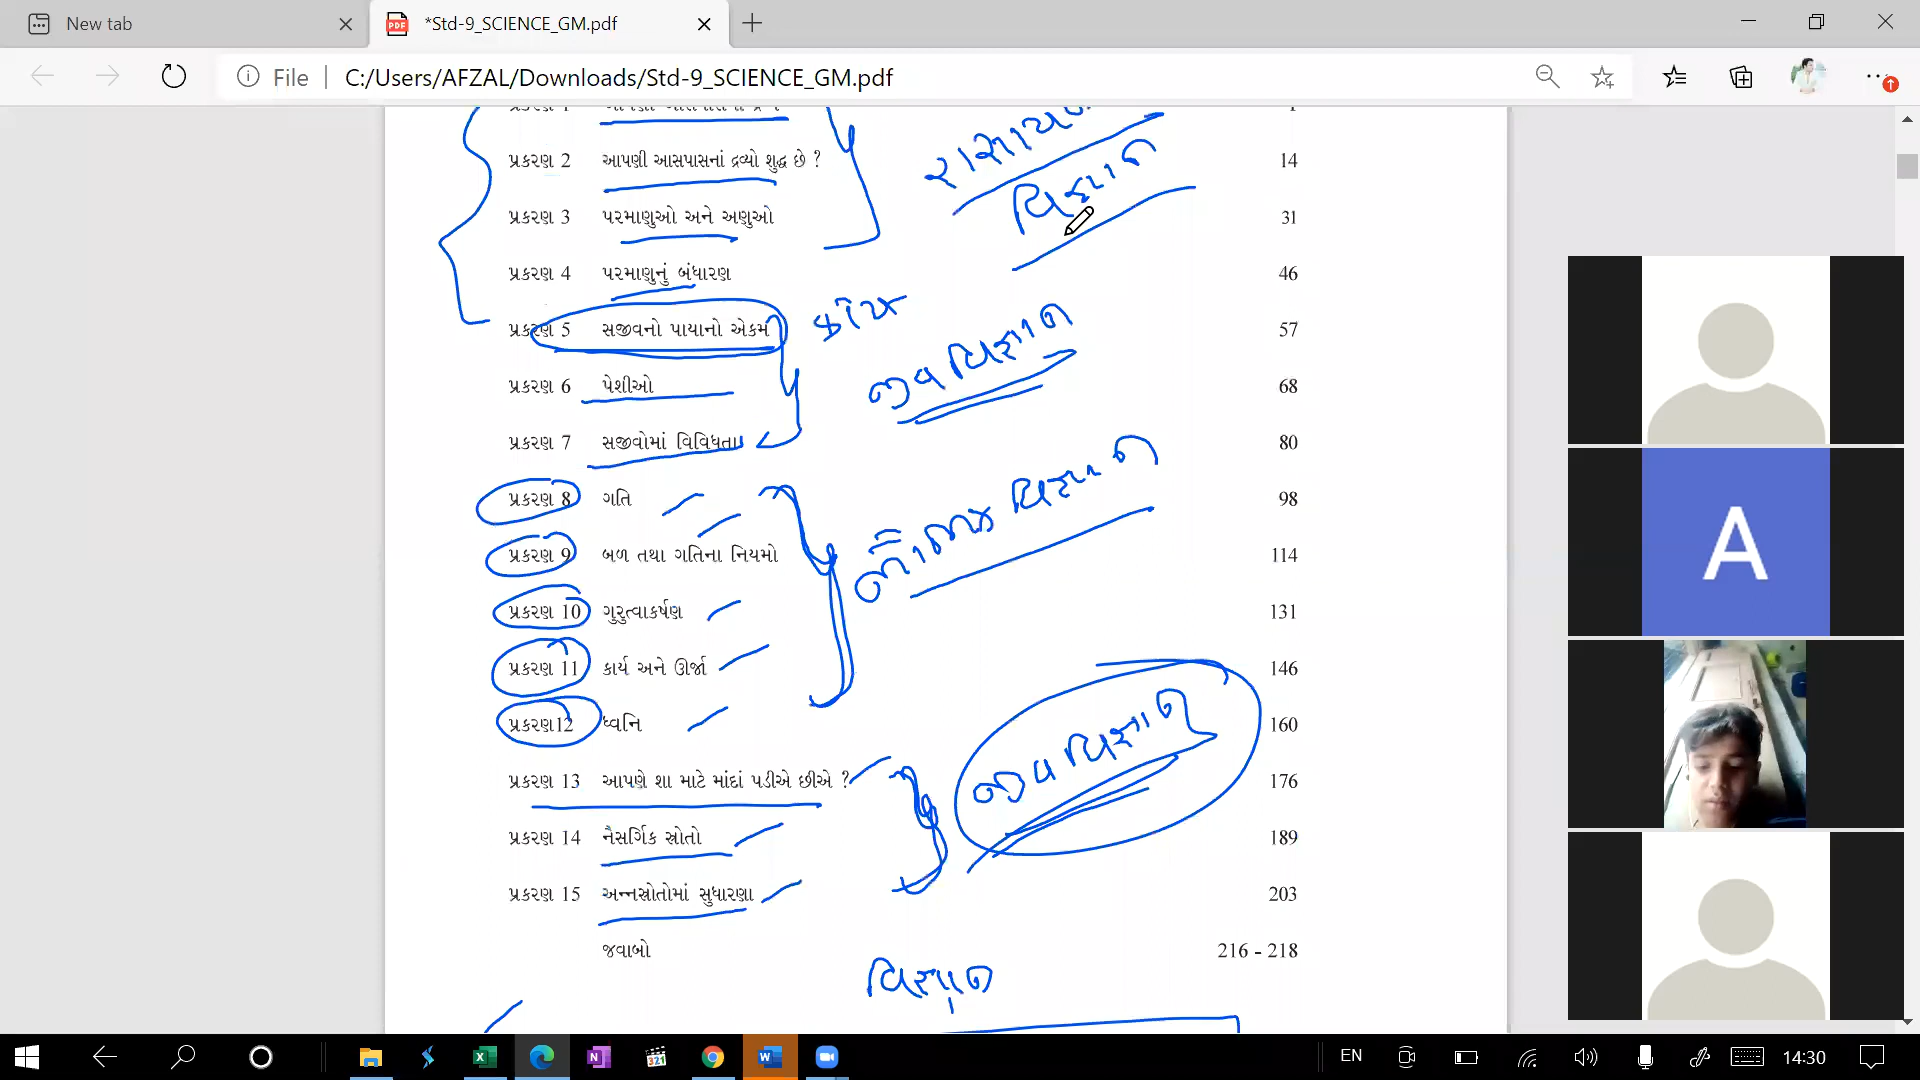 New tab
*Std-9_SCIENCE_GM.pdf
File
C:/Users/AFZAL/Downloads/Std-9_SCIENCE_GM.pdf
પ્રકરણ 2 આપણી આસપાસનાં દ્રવ્યો શુદ્ધ છે ? 14
પ્રકરણ 3 પરમાણુઓ અને અણુઓ 31
વિજ્ઞાન
પ્રકરણ 4 પરમાણુનું બંધારણ 46
પ્રકરણ 5 સજીવનો પાયાનો એકમ 57
કોષ
જીવ વિજ્ઞાન
પ્રકરણ 6 પેશીઓ 68
પ્રકરણ 7 સજીવોમાં વિવિધતા 80
પ્રકરણ 8 ગતિ 98
ભૌતિક વિજ્ઞાન
પ્રકરણ 9 બળ તથા ગતિના નિયમો 114
પ્રકરણ 10 ગુરુત્વાકર્ષણ 131
પ્રકરણ 11 કાર્ય અને ઊર્જા 146
પ્રકરણ12 ધ્વનિ 160
જીવ વિજ્ઞાન
પ્રકરણ 13 આપણે શા માટે માંદાં પડીએ છીએ ? 176
પ્રકરણ 14 નૈસર્ગિક સ્રોતો 189
પ્રકરણ 15 અન્નસ્રોતોમાં સુધારણા 203
જવાબો 216 - 218
વિજ્ઞાન
A
EN
14:30